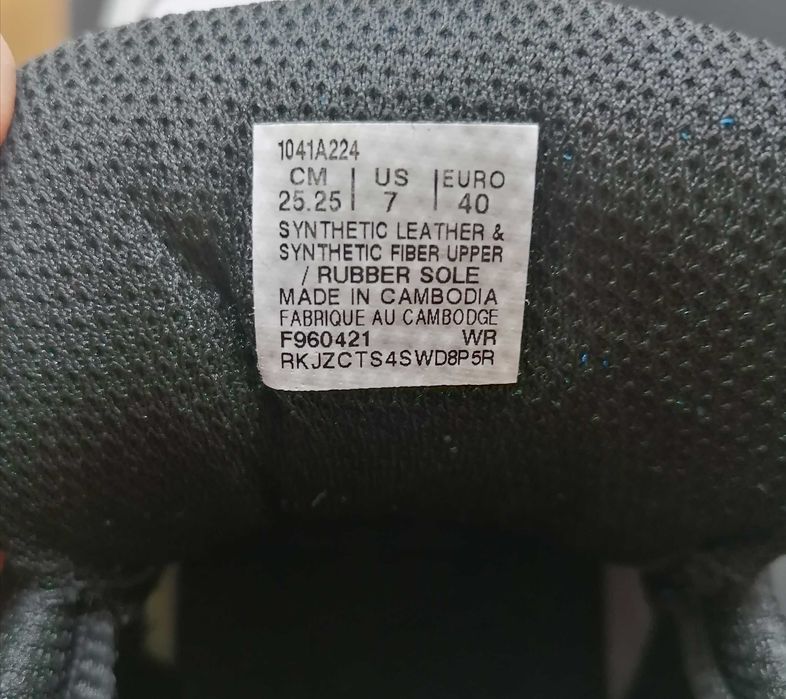 1041A224
CM | US | EURO
25.25 | 7 | 40
SYNTHETIC LEATHER &
SYNTHETIC FIBER UPPER
/ RUBBER SOLE
MADE IN CAMBODIA
FABRIQUE AU CAMBODGE
F960421 WR
RKJZCTS4SWD8P5R